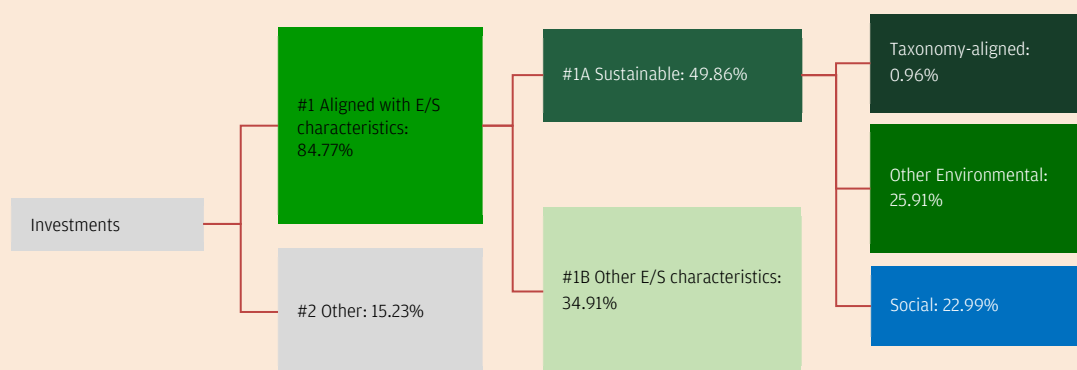 Investments
#1 Aligned with E/S
characteristics:
84.77%
#2 Other: 15.23%
#1A Sustainable: 49.86%
#1B Other E/S characteristics:
34.91%
Taxonomy-aligned:
0.96%
Other Environmental:
25.91%
Social: 22.99%